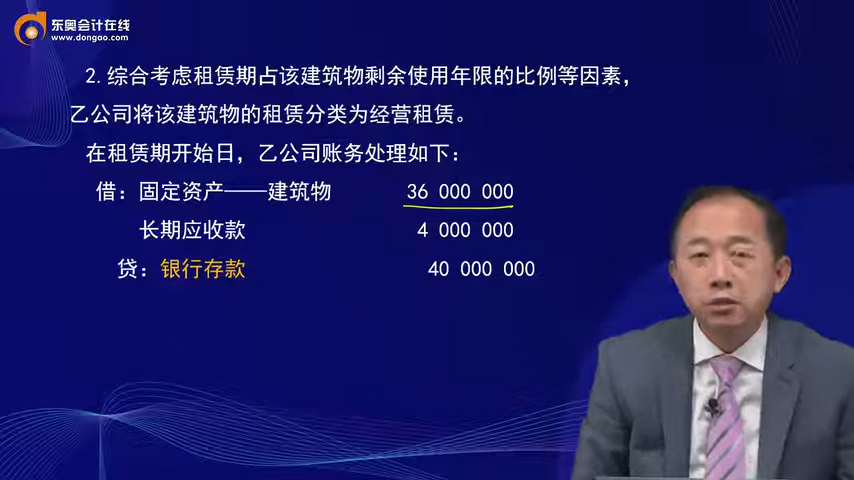 东奥会计在线
www.dongao.com
2.综合考虑租赁期占该建筑物剩余使用年限的比例等因素，
乙公司将该建筑物的租赁分类为经营租赁。
在租赁期开始日，乙公司账务处理如下：
借：固定资产——建筑物 36 000 000
长期应收款 4 000 000
贷：银行存款 40 000 000